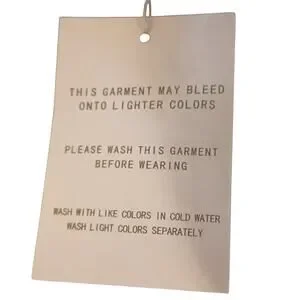 THIS GARMENT MAY BLEED
ONTO LIGHTER COLORS
PLEASE WASH THIS GARMENT
BEFORE WEARING
WASH WITH LIKE COLORS IN COLD WATER
WASH LIGHT COLORS SEPARATELY